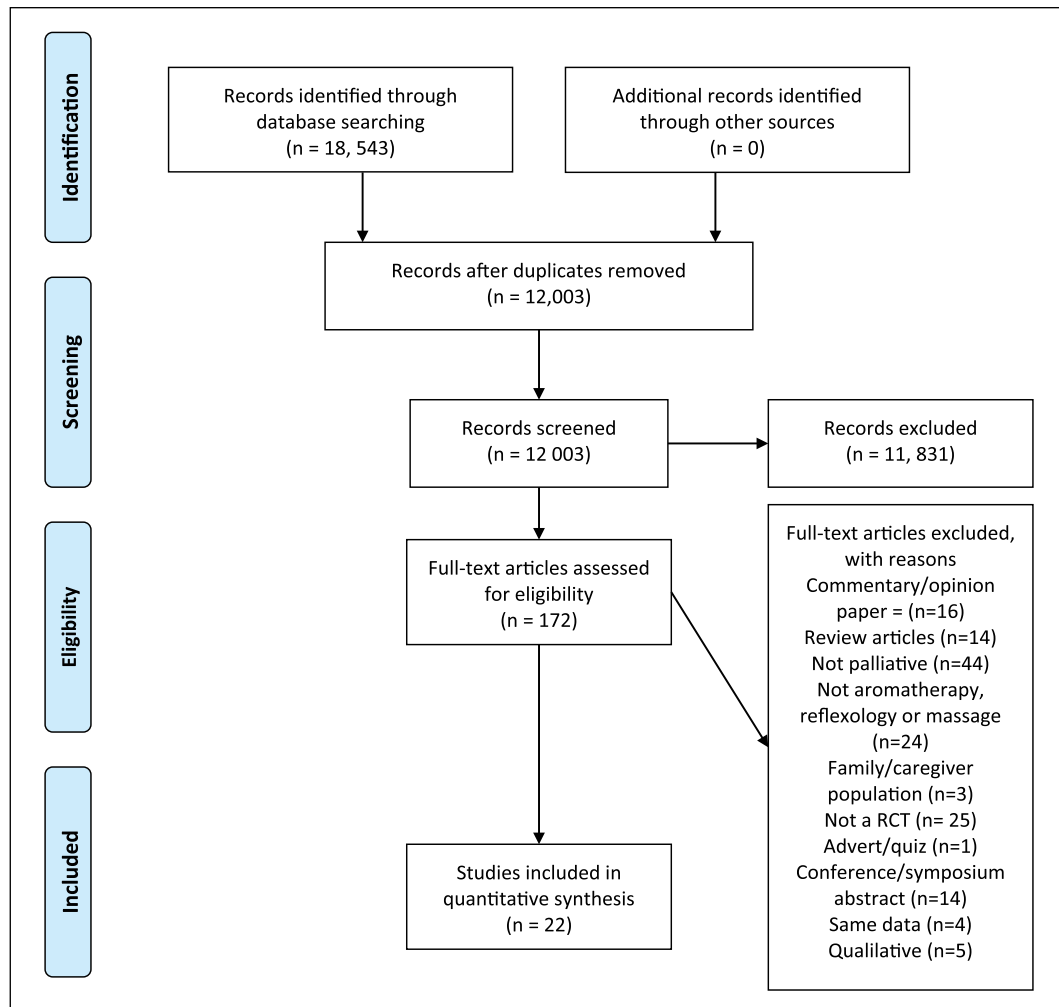 Identification
Records identified through
database searching
(n = 18, 543)
Additional records identified
through other sources
(n = 0)
Records after duplicates removed
(n = 12,003)
Screening
Records screened
(n = 12 003)
Records excluded
(n = 11, 831)
Eligibility
Full-text articles assessed
for eligibility
(n = 172)
Full-text articles excluded,
with reasons
Commentary/opinion
paper = (n=16)
Review articles (n=14)
Not palliative (n=44)
Not aromatherapy,
reflexology or massage
(n=24)
Family/caregiver
population (n=3)
Not a RCT (n= 25)
Advert/quiz (n=1)
Conference/symposium
abstract (n=14)
Same data (n=4)
Qualilative (n=5)
Included
Studies included in
quantitative synthesis
(n = 22)